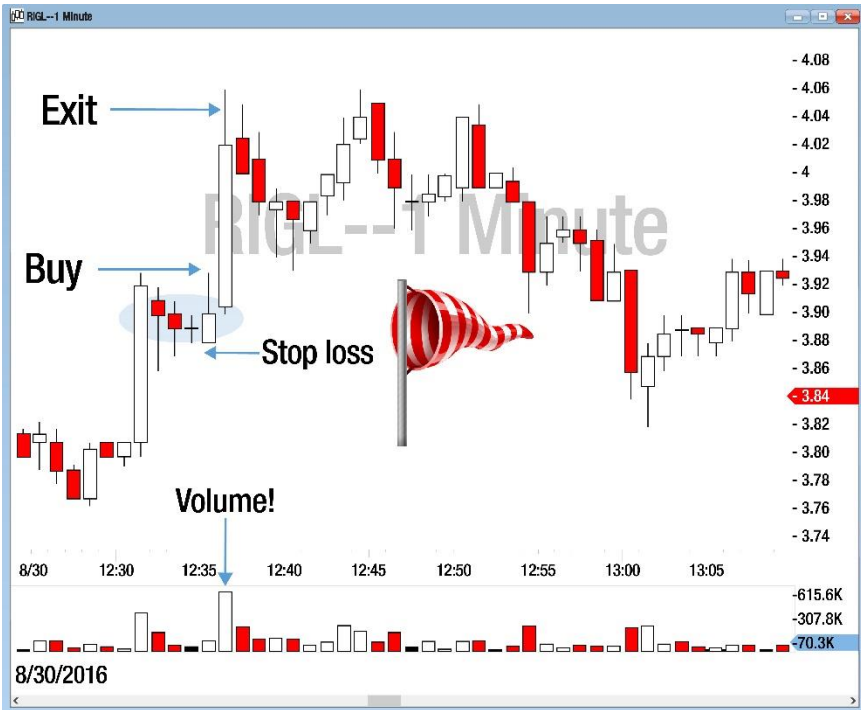 RIGL--1 Minute
Exit
Buy
Stop loss
Volume!
RIGL--1 Minute
- 4.08
- 4.06
- 4.04
- 4.02
- 4
- 3.98
- 3.96
- 3.94
- 3.92
- 3.90
- 3.88
- 3.86
- 3.84
- 3.82
- 3.80
- 3.78
- 3.76
- 3.74
8/30 12:30 12:35 12:40 12:45 12:50 12:55 13:00 13:05
-615.6K
-307.8K
-70.3K
8/30/2016